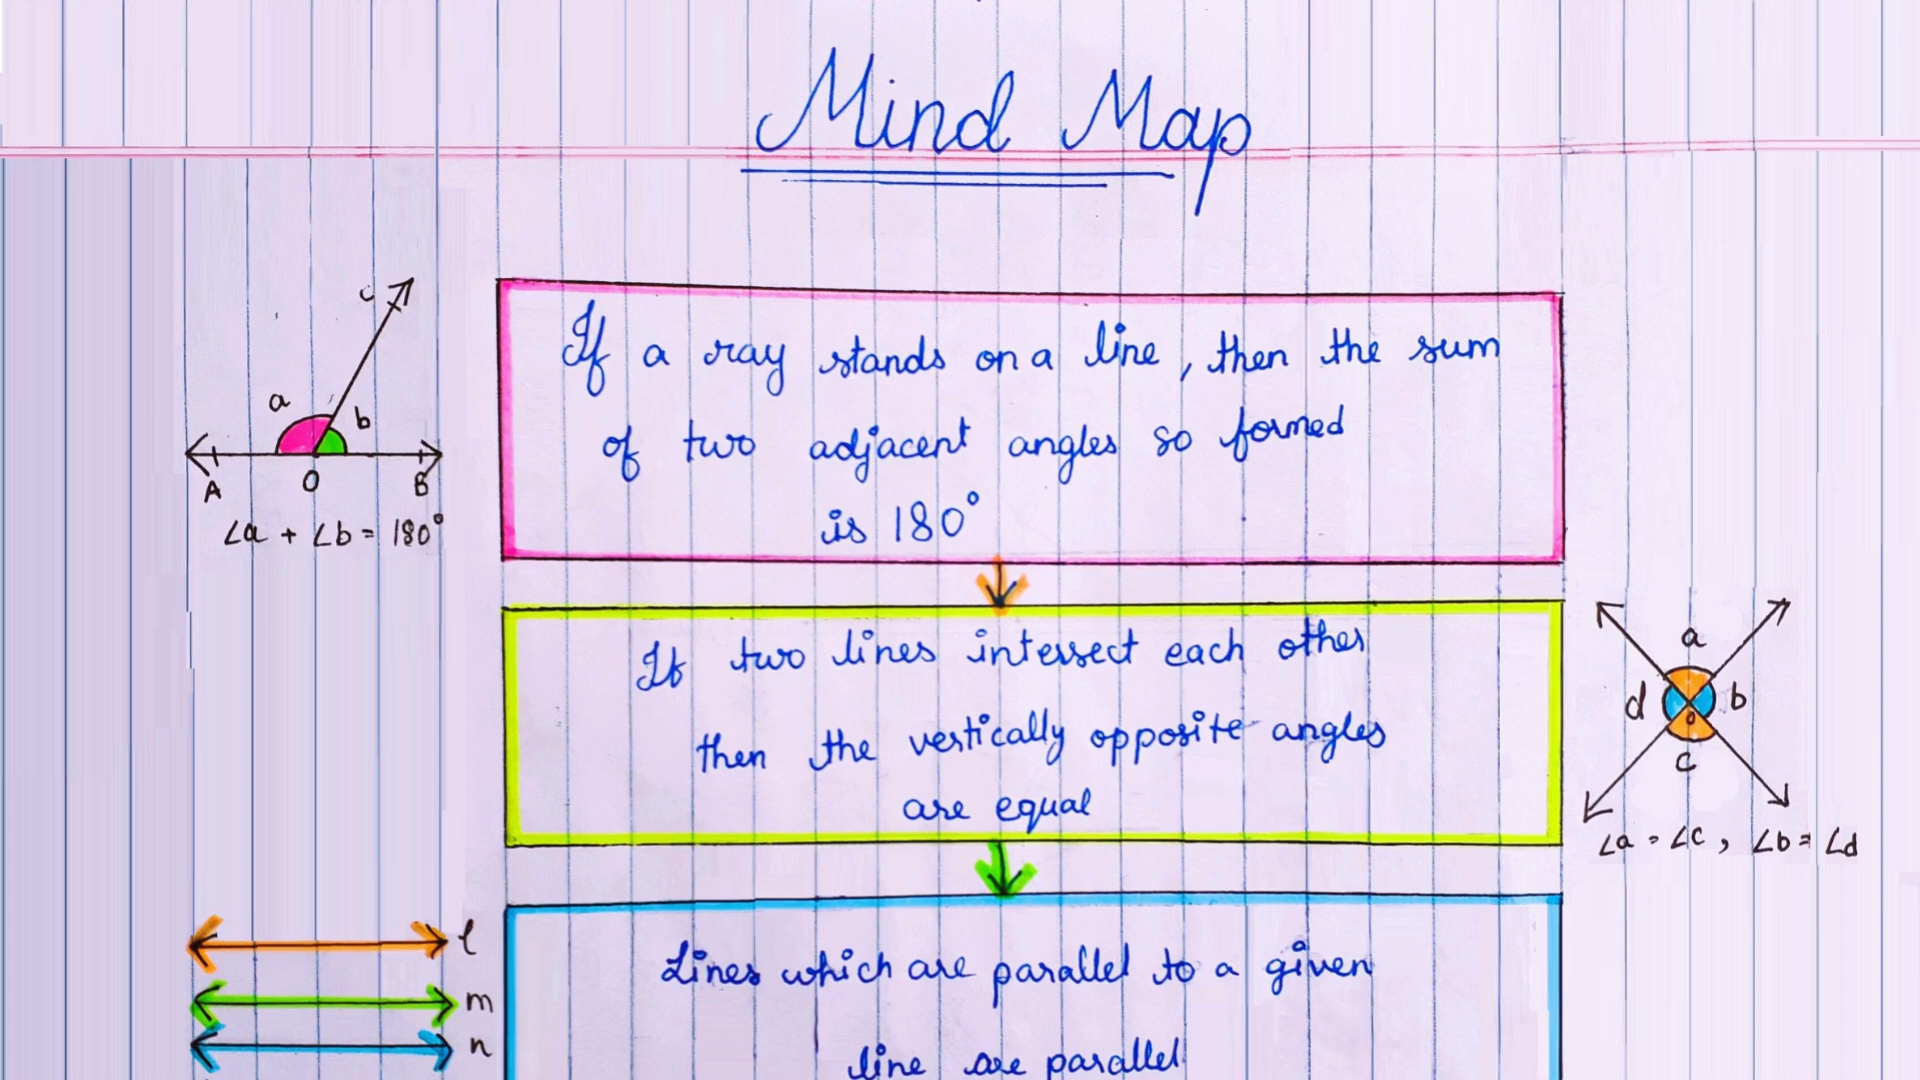 Mind Map
c
a
b
A O B
∠a + ∠b = 180°
If a ray stands on a line, then the sum
of two adjacent angles so formed
is 180°
If two lines intersect each other
then the vertically opposite angles
are equal
a
d b
o
c
∠a = ∠c, ∠b = ∠d
l
m
n
Lines which are parallel to a given
line are parallel